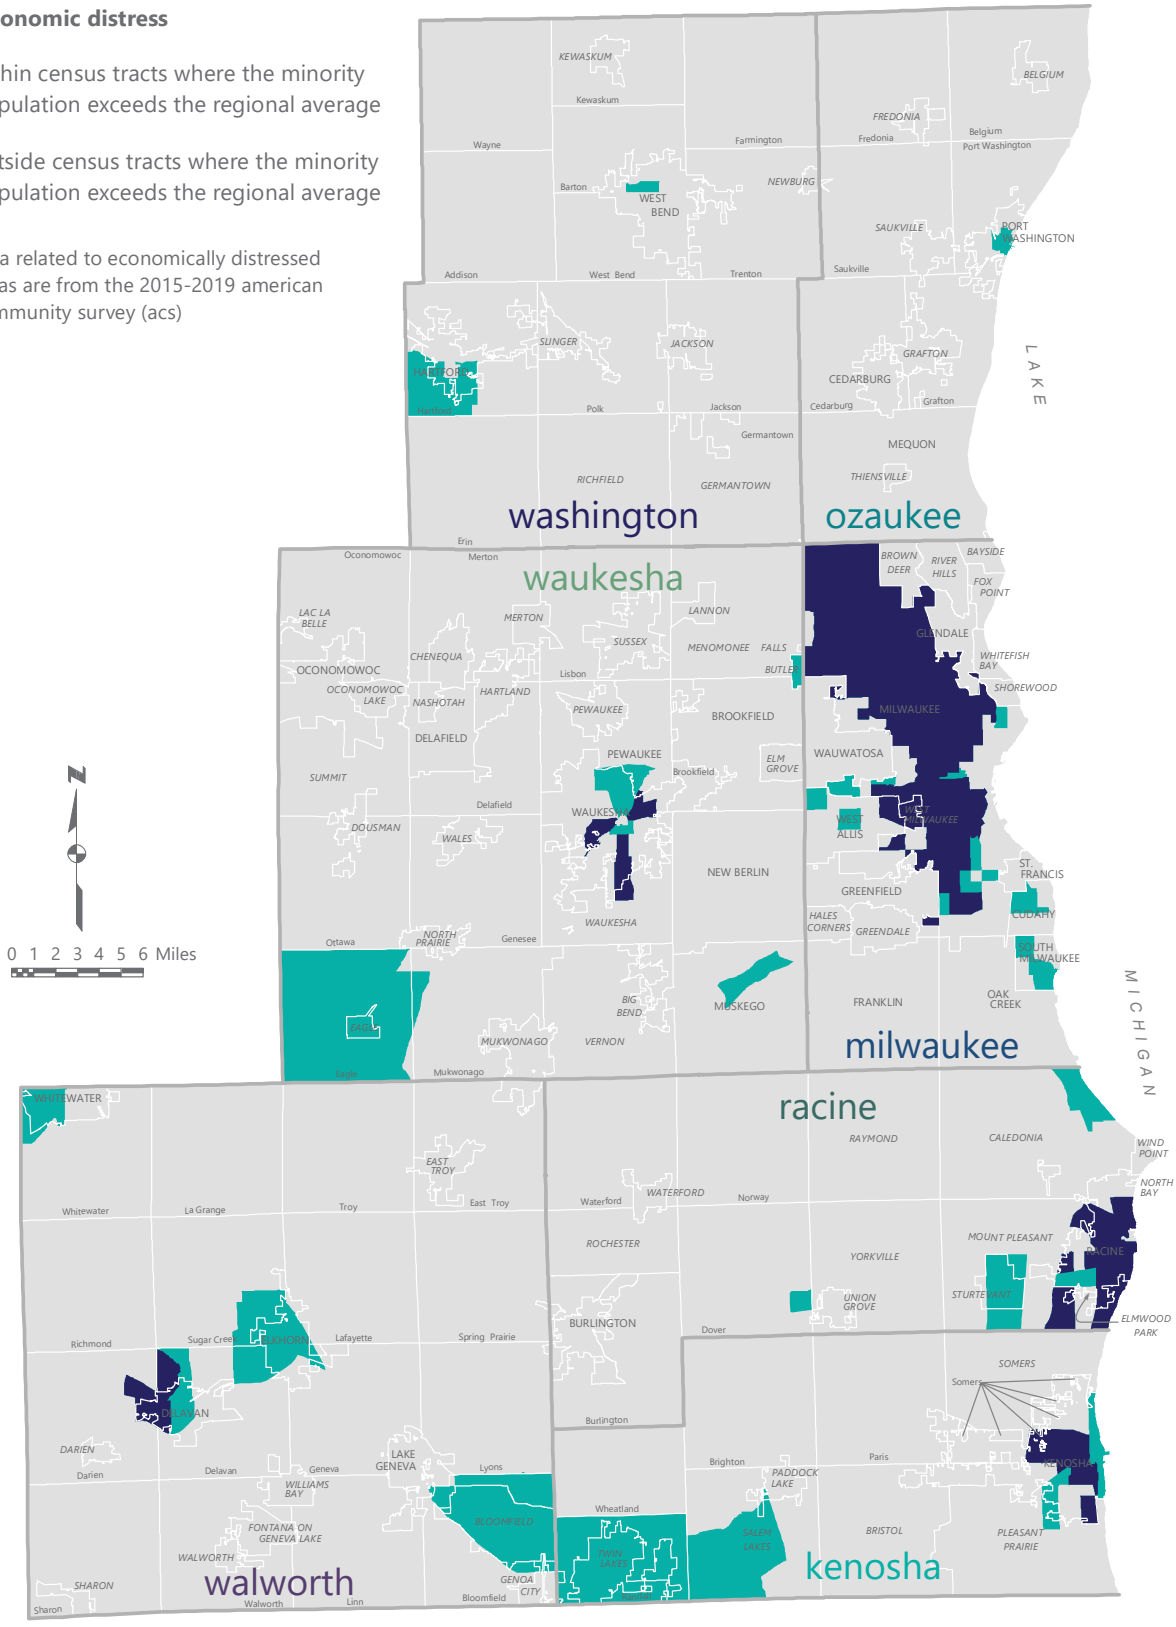 onomic distress
hin census tracts where the minority
pulation exceeds the regional average
tside census tracts where the minority
pulation exceeds the regional average
a related to economically distressed
as are from the 2015-2019 american
mmunity survey (acs)
KEWASKUM
Kewaskum
BELGIUM
FREDONIA
Wayne
Farmington
Fredonia
Belgium
Port Washington
Barton
WEST
BEND
NEWBURG
SAUKVILLE
PORT
WASHINGTON
Addison
West Bend
Trenton
Saukville
SLINGER
JACKSON
GRAFTON
HARTFORD
CEDARBURG
Hartford
Polk
Jackson
Cedarburg
Grafton
LAKE
Germantown
MEQUON
RICHFIELD
GERMANTOWN
THIENSVILLE
washington
ozaukee
Erin
Oconomowoc
Merton
waukesha
BROWN
DEER
RIVER
HILLS
BAYSIDE
FOX
POINT
LAC LA
BELLE
MERTON
LANNON
SUSSEX
GLENDALE
CHENEQUA
MENOMONEE FALLS
WHITEFISH
BAY
OCONOMOWOC
Lisbon
BUTLER
OCONOMOWOC
LAKE
NASHOTAH
HARTLAND
SHOREWOOD
PEWAUKEE
BROOKFIELD
MILWAUKEE
DELAFIELD
PEWAUKEE
WAUWATOSA
SUMMIT
Brookfield
ELM
GROVE
Delafield
WAUKESHA
WEST
MILWAUKEE
DOUSMAN
WALES
WEST
ALLIS
NEW BERLIN
ST.
FRANCIS
GREENFIELD
WAUKESHA
HALES
CORNERS
GREENDALE
CUDAHY
Ottawa
NORTH
PRAIRIE
Genesee
SOUTH
MILWAUKEE
0 1 2 3 4 5 6 Miles
N
EAGLE
BIG
BEND
MUSKEGO
FRANKLIN
OAK
CREEK
MUKWONAGO
VERNON
milwaukee
MICHIGAN
Eagle
Mukwonago
WHITEWATER
racine
RAYMOND
CALEDONIA
WIND
POINT
EAST
TROY
NORTH
BAY
Whitewater
La Grange
Troy
East Troy
Waterford
WATERFORD
Norway
ROCHESTER
YORKVILLE
MOUNT PLEASANT
RACINE
UNION
GROVE
STURTEVANT
BURLINGTON
Dover
ELMWOOD
PARK
Richmond
Sugar Creek
ELKHORN
Lafayette
Spring Prairie
SOMERS
Somers
DELAVAN
Burlington
DARIEN
Darien
Delavan
Geneva
LAKE
GENEVA
Lyons
Brighton
Paris
KENOSHA
WILLIAMS
BAY
PADDOCK
LAKE
Wheatland
FONTANA ON
GENEVA LAKE
BLOOMFIELD
SALEM
LAKES
BRISTOL
PLEASANT
PRAIRIE
WALWORTH
TWIN
LAKES
kenosha
SHARON
walworth
GENOA
CITY
Sharon
Walworth
Linn
Bloomfield